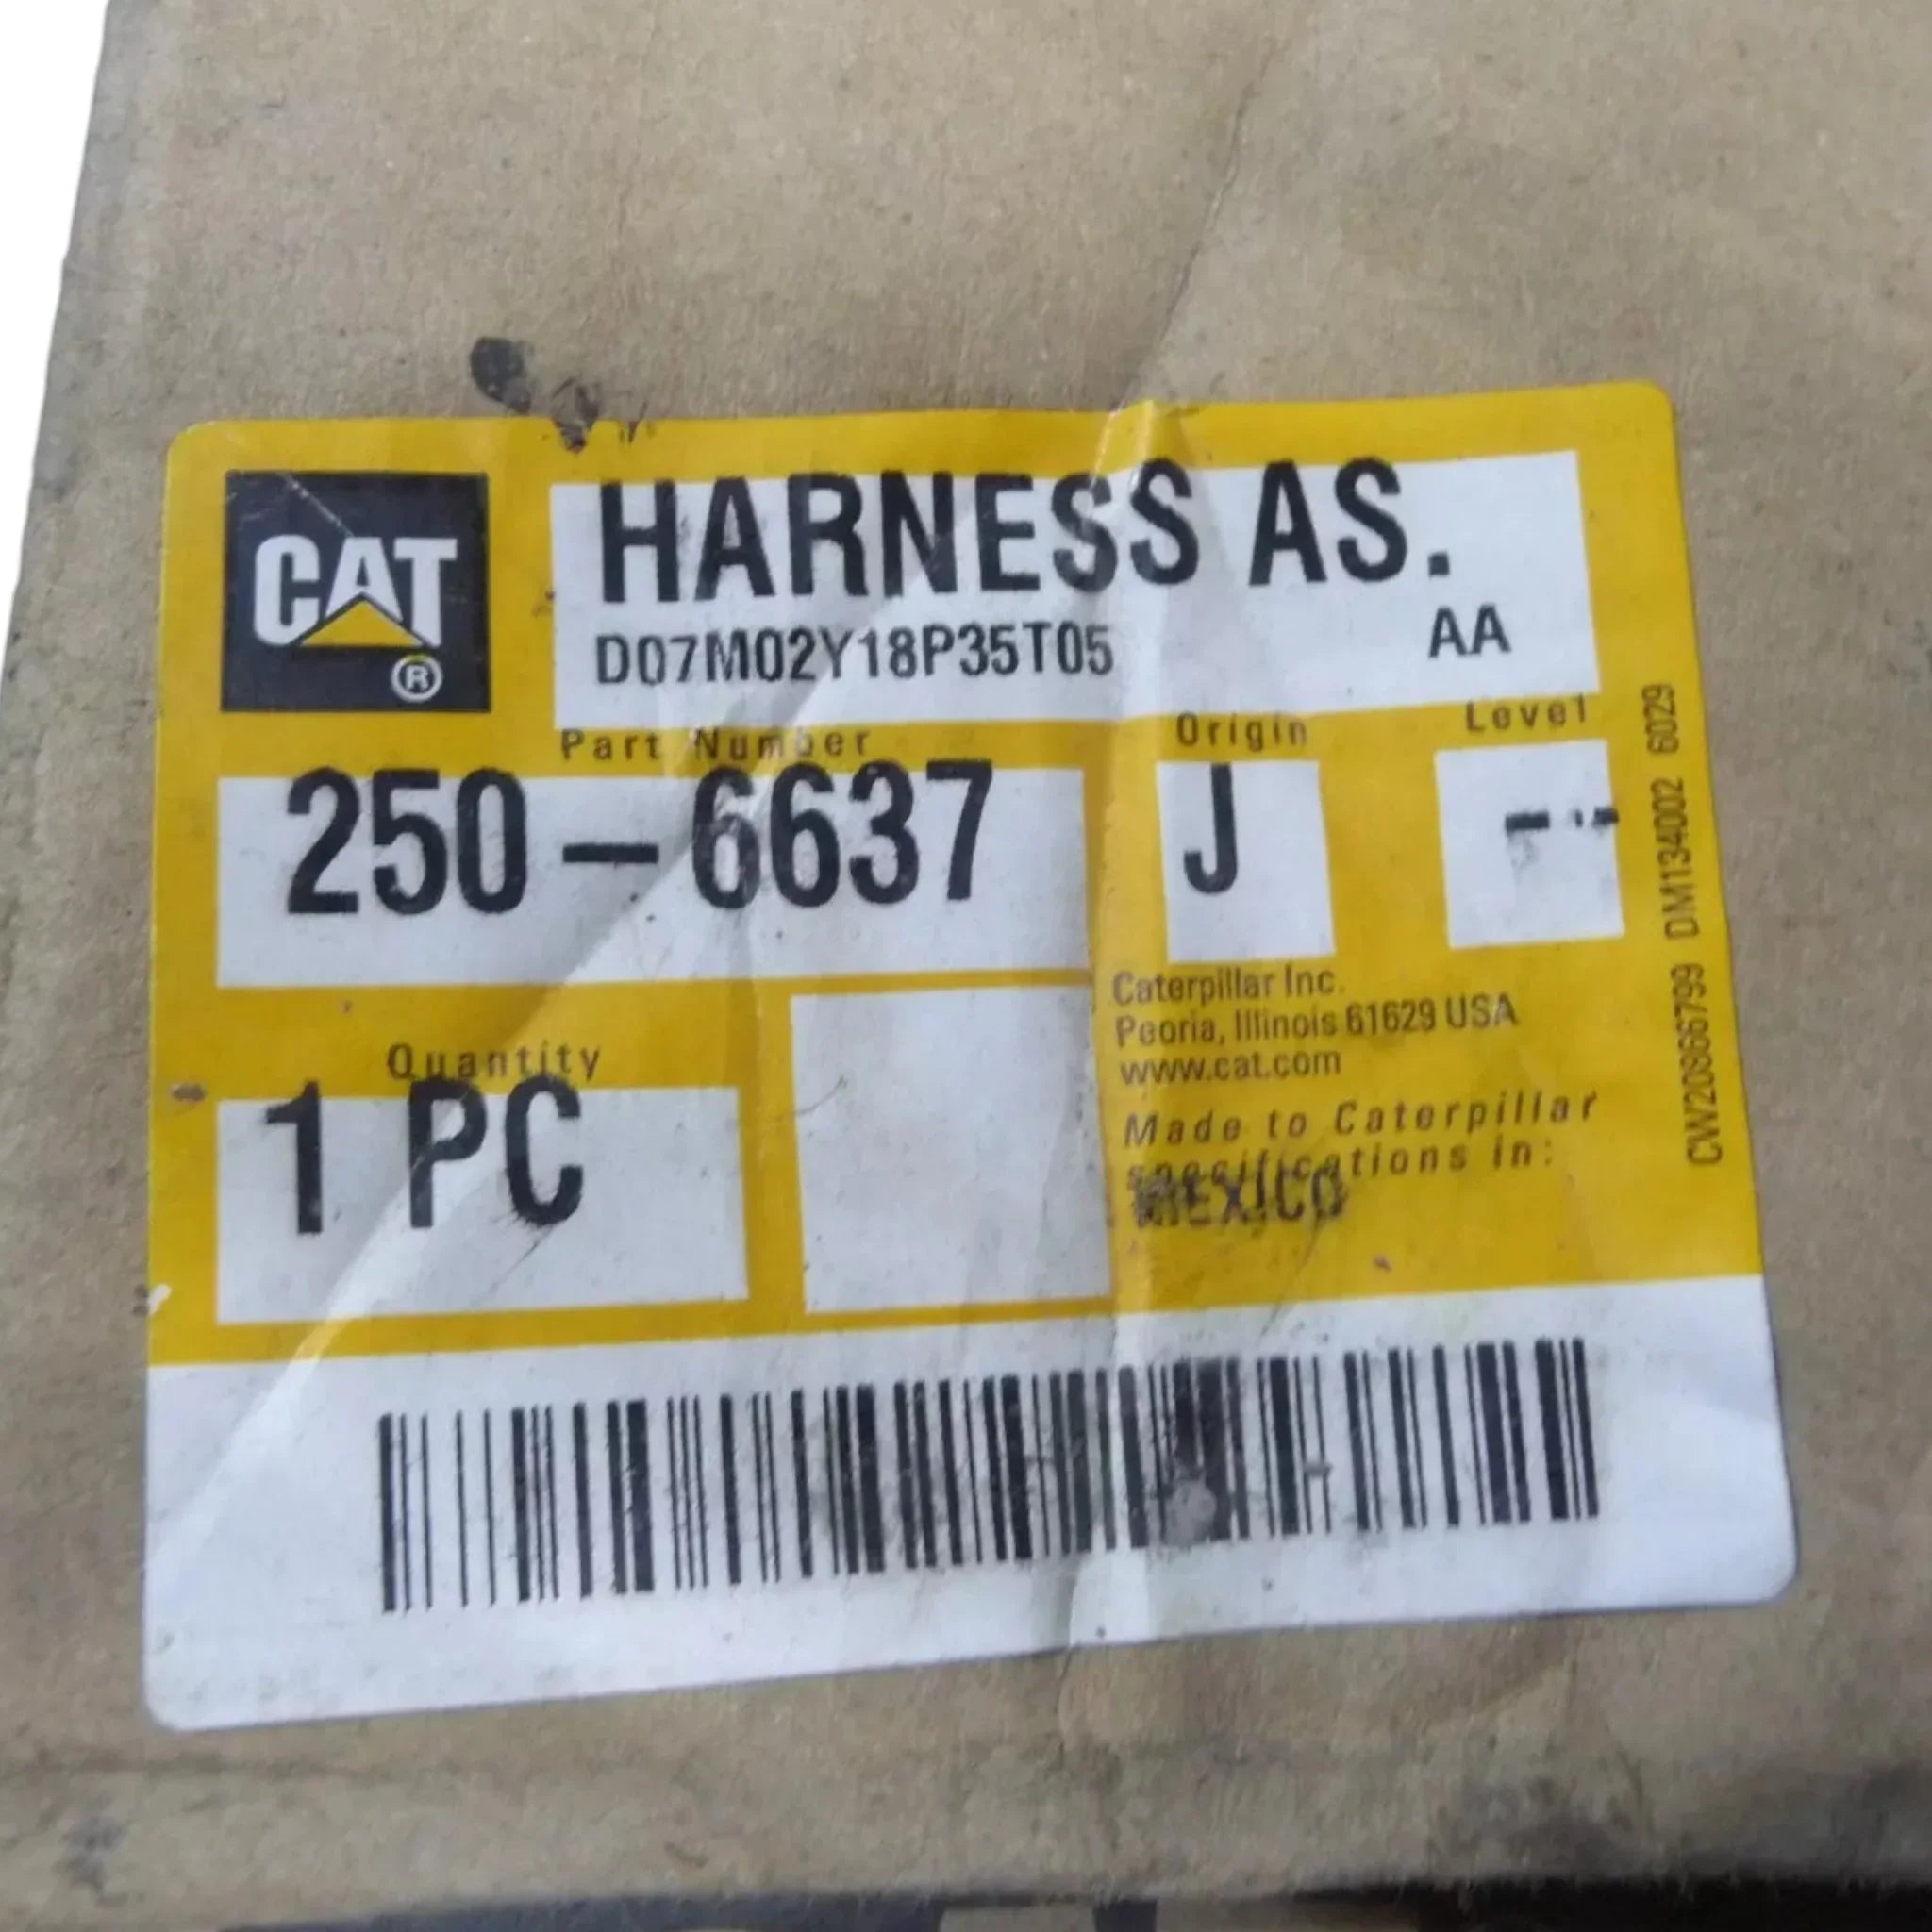 CAT
®
HARNESS AS.
D07M02Y18P35T05 AA
Part Number Origin Level
250-6637 J
Caterpillar Inc.
Peoria, Illinois 61629 USA
www.cat.com
Quantity
1 PC
Made to Caterpillar
specifications in:
MEXICO
CW20866799 DM134002 6029